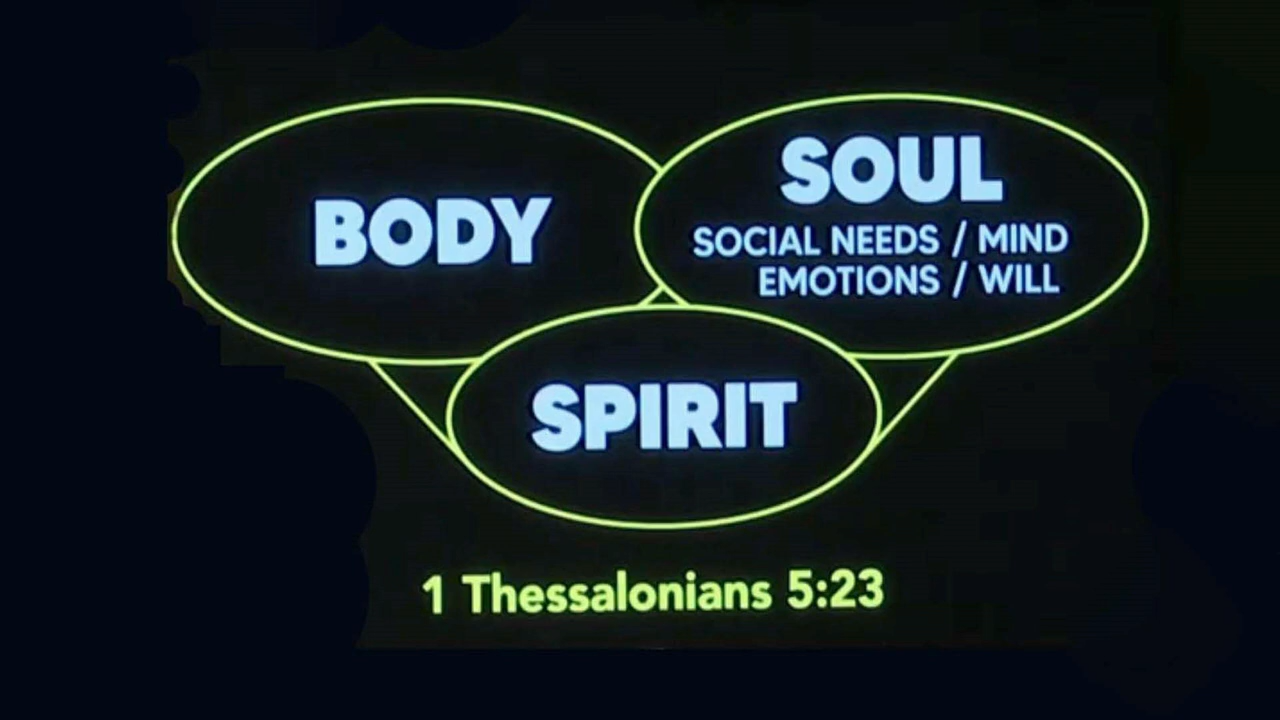 BODY
SOUL
SOCIAL NEEDS / MIND
EMOTIONS / WILL
SPIRIT
1 Thessalonians 5:23